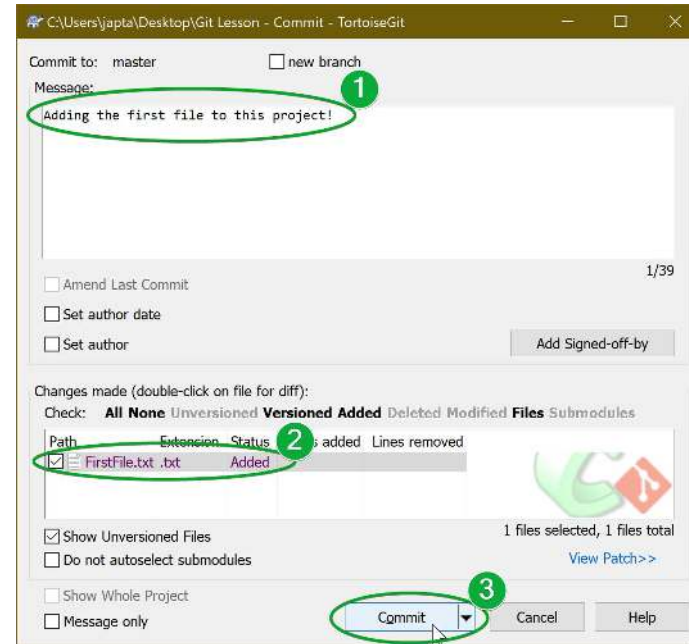 C:\Users\japta\Desktop\Git Lesson - Commit - TortoiseGit
Commit to: master new branch
Message:
1
Adding the first file to this project!
1/39
Amend Last Commit
Set author date
Set author Add Signed-off-by
Changes made (double-click on file for diff):
Check: All None Unversioned Versioned Added Deleted Modified Files Submodules
Path Extension Status 2 added Lines removed
FirstFile.txt .txt Added
Show Unversioned Files 1 files selected, 1 files total
Do not autoselect submodules View Patch>>
Show Whole Project 3
Message only Commit Cancel Help